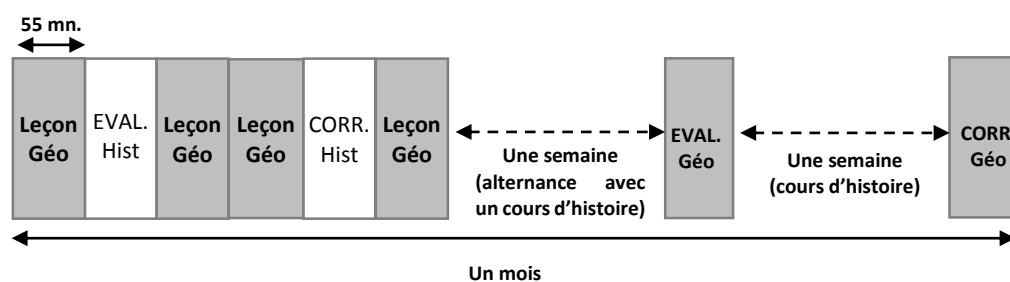 55 mn.
Leçon
Géo
EVAL.
Hist
Leçon
Géo
Leçon
Géo
CORR.
Hist
Leçon
Géo
Une semaine
(alternance avec
un cours d'histoire)
EVAL.
Géo
Une semaine
(cours d'histoire)
CORR.
Géo
Un mois